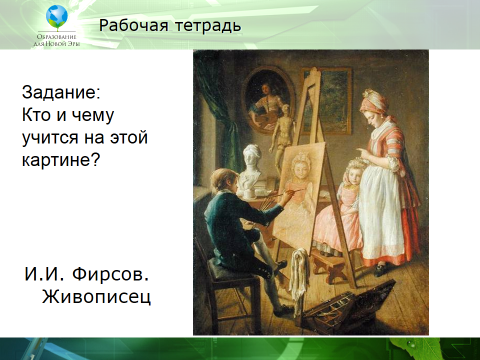 Образование
для Новой Эры
Рабочая тетрадь
Задание:
Кто и чему
учится на этой
картине?
И.И. Фирсов.
Живописец